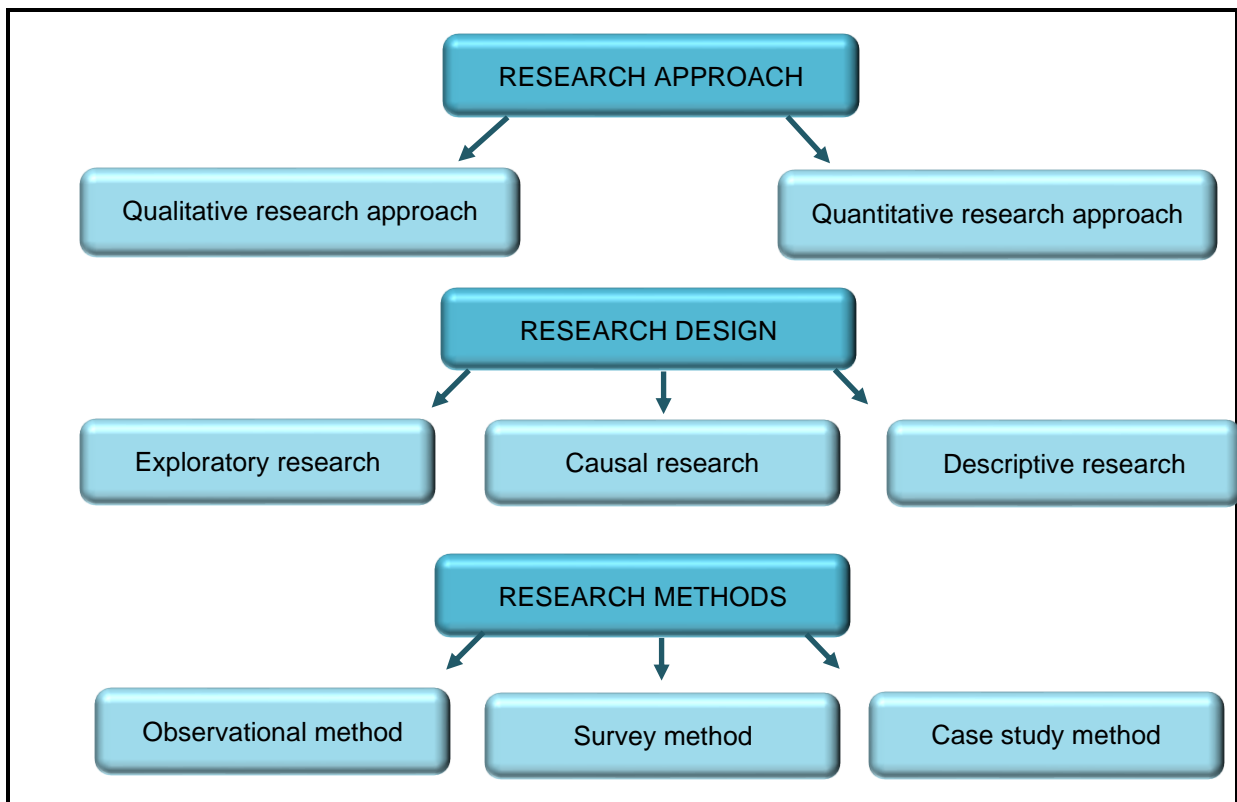 RESEARCH APPROACH
Qualitative research approach
Quantitative research approach
RESEARCH DESIGN
Exploratory research
Causal research
Descriptive research
RESEARCH METHODS
Observational method
Survey method
Case study method